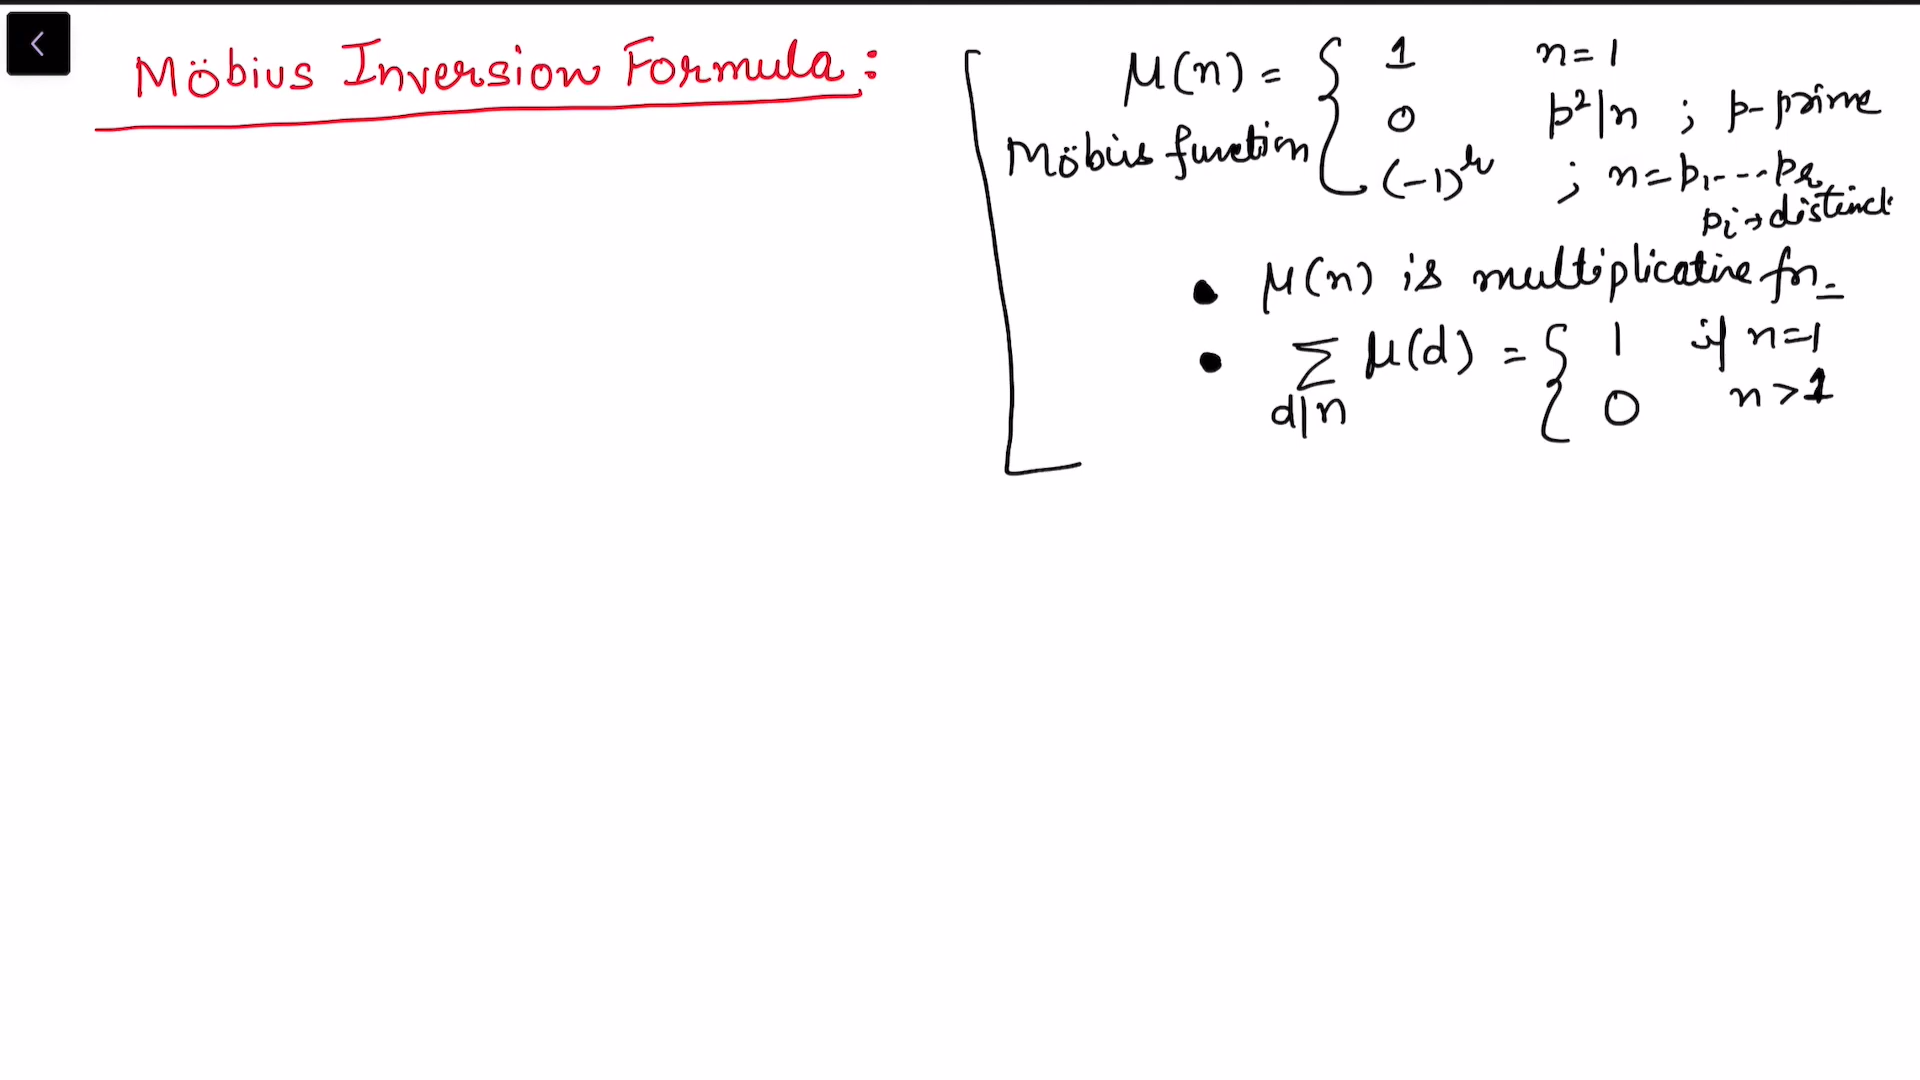 Möbius Inversion Formula :
μ(n) = { 1 n=1
0 p²|n ; p- prime
Möbius function
(-1)^r ; n=p₁---pᵣ
pᵢ→distinct
• μ(n) is multiplicative fn.
• Σ μ(d) = { 1 if n=1
d|n 0 n>1